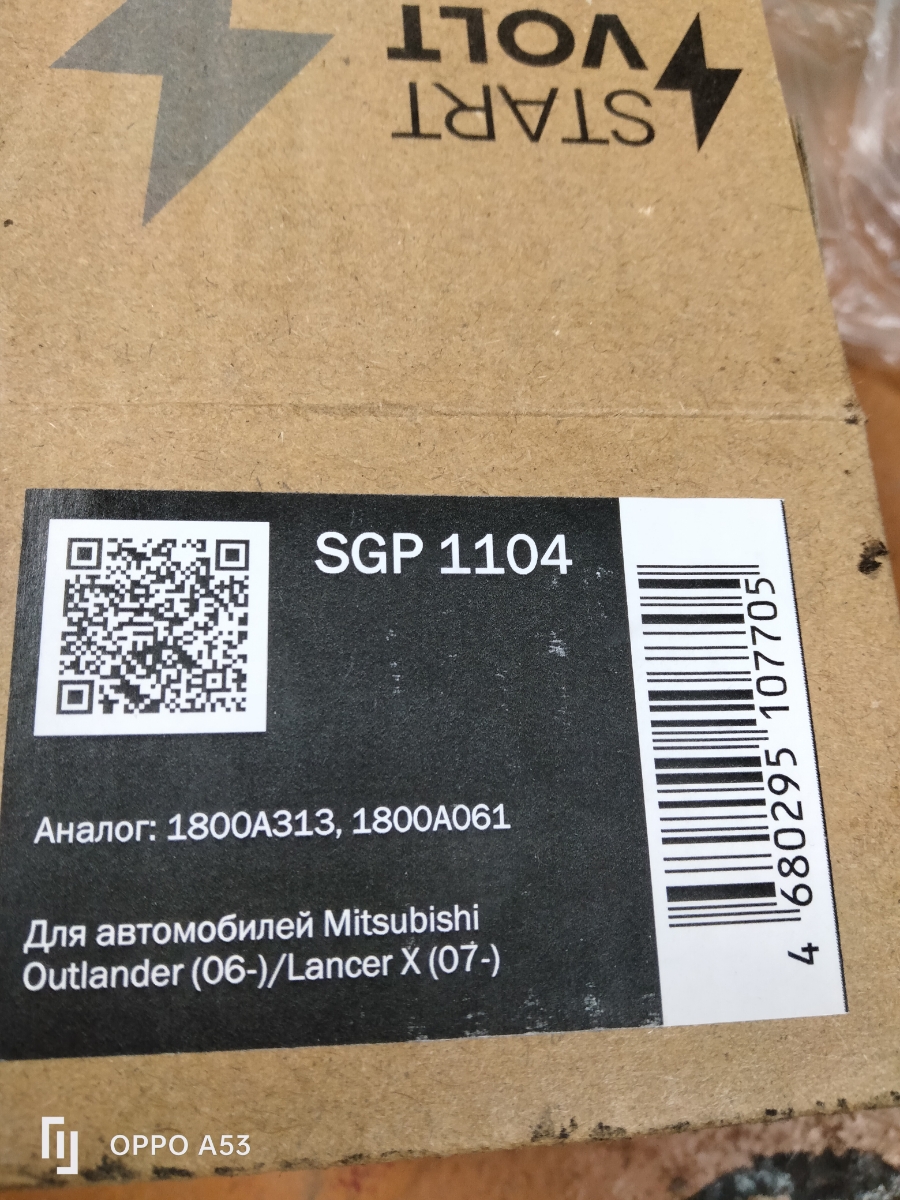 START
VOLT
SGP 1104
Аналог: 1800A313, 1800A061
Для автомобилей Mitsubishi
Outlander (06-)/Lancer X (07-)
4 680295 107705
OPPO A53